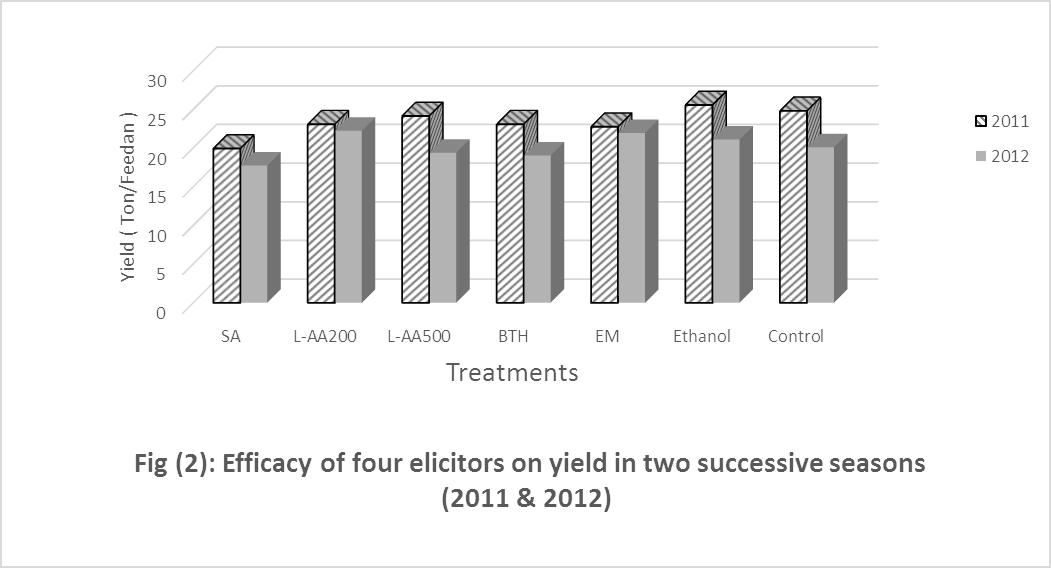 30
25
20
15
10
5
0
Yield ( Ton/Feedan )
SA L-AA200 L-AA500 BTH EM Ethanol Control
Treatments
2011
2012
Fig (2): Efficacy of four elicitors on yield in two successive seasons
(2011 & 2012)